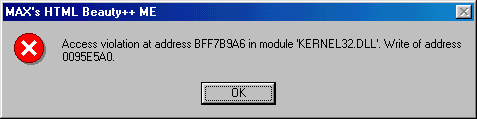 MAX's HTML Beauty++ ME
Access violation at address BFF7B9A6 in module 'KERNEL32.DLL'. Write of address
0095E5A0.
OK